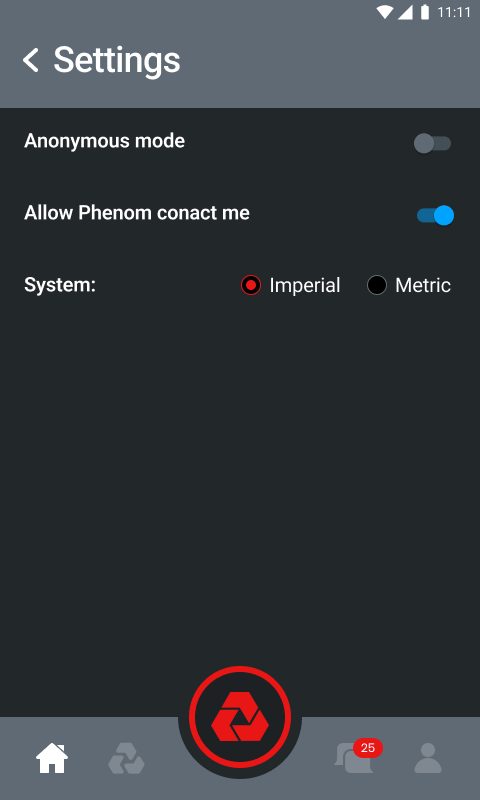 11:11
Settings
Anonymous mode
Allow Phenom conact me
System: Imperial Metric
25